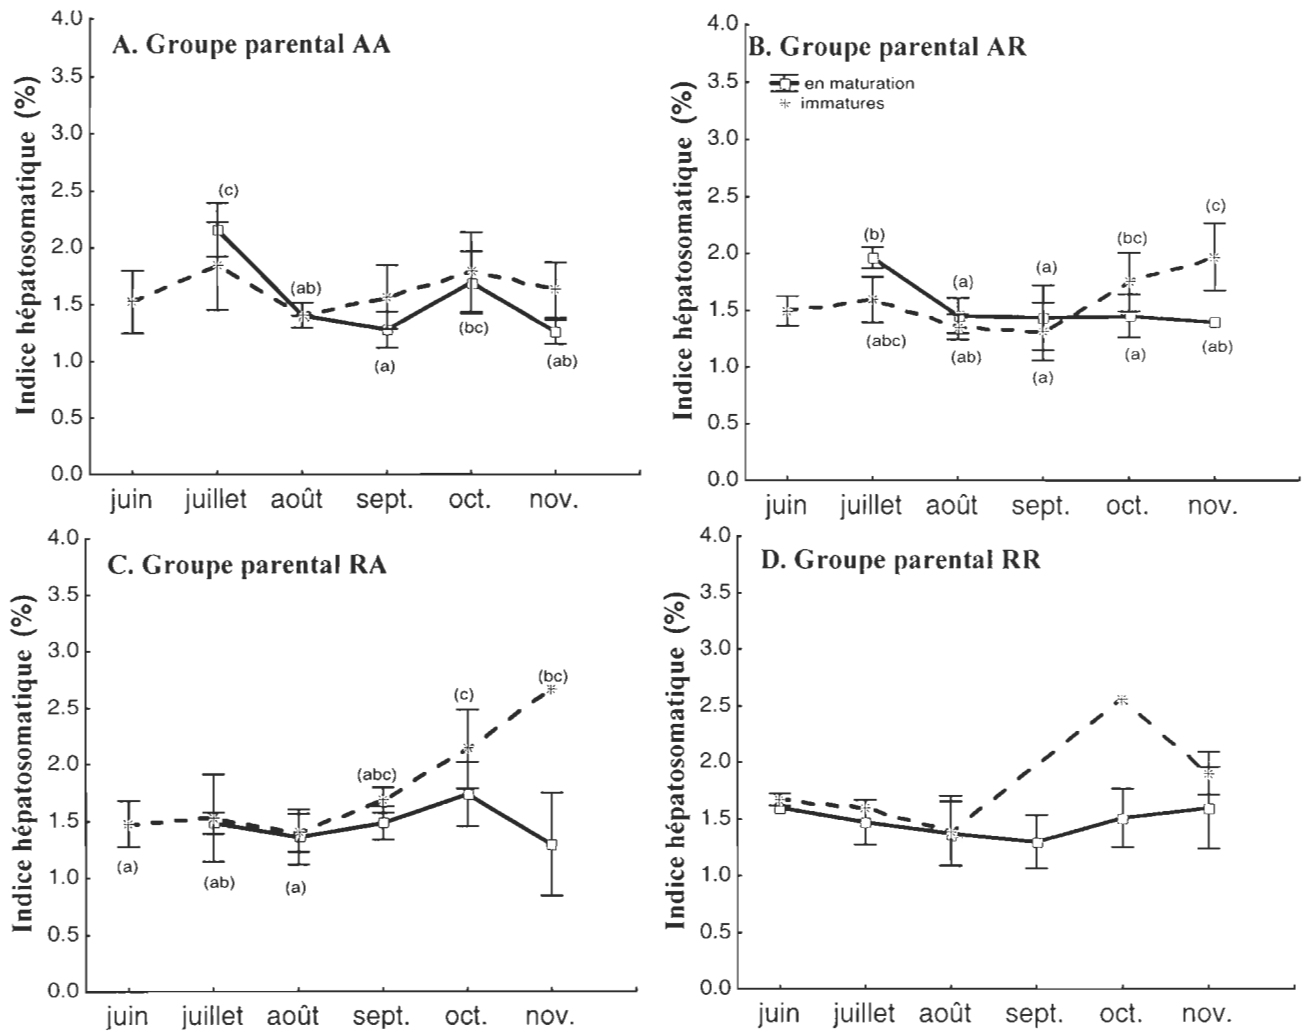 A. Groupe parental AA
Indice hépatosomatique (%)
4.0
3.5
3.0
2.5
2.0
1.5
1.0
0.5
0.0
(c)
(ab)
(a)
(bc)
(ab)
juin juillet août sept. oct. nov.
B. Groupe parental AR
en maturation
immatures
Indice hépatosomatique (%)
4.0
3.5
3.0
2.5
2.0
1.5
1.0
0.5
0.0
(b)
(a)
(a)
(bc)
(c)
(abc)
(ab)
(a)
(a)
(ab)
juin juillet août sept. oct. nov.
C. Groupe parental RA
Indice hépatosomatique (%)
4.0
3.5
3.0
2.5
2.0
1.5
1.0
0.5
0.0
(a)
(ab)
(a)
(abc)
(c)
(bc)
juin juillet août sept. oct. nov.
D. Groupe parental RR
Indice hépatosomatique (%)
4.0
3.5
3.0
2.5
2.0
1.5
1.0
0.5
0.0
juin juillet août sept. oct. nov.